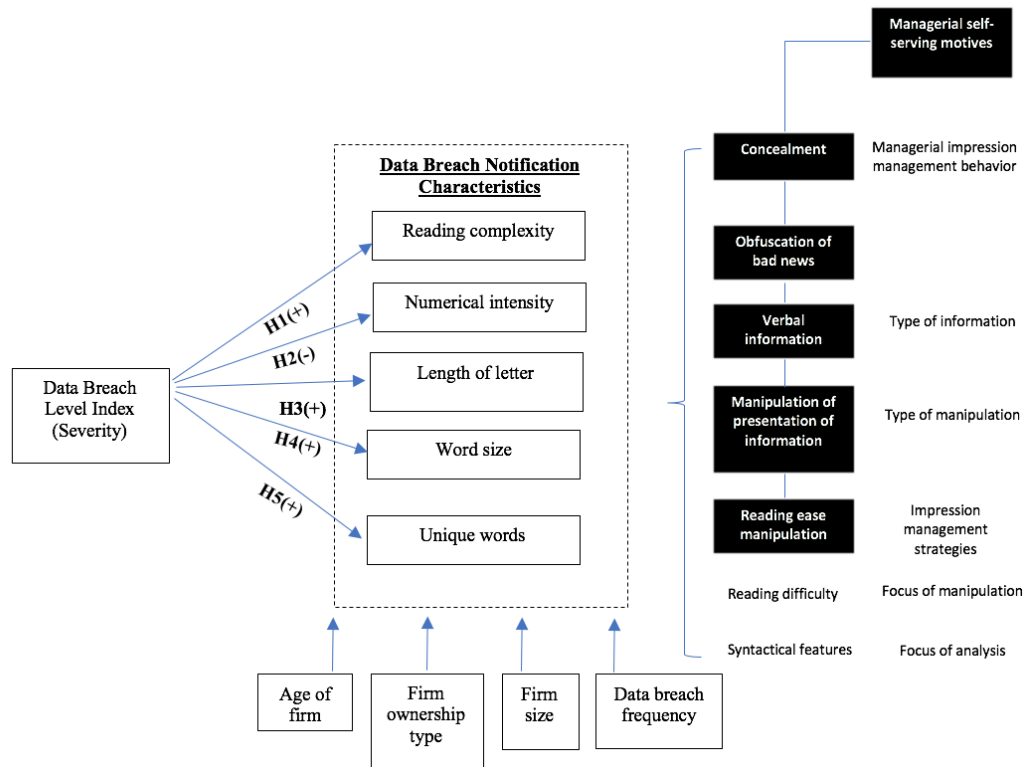 Managerial self-
serving motives
Data Breach Notification
Characteristics
Reading complexity
Numerical intensity
Length of letter
Word size
Unique words
H1(+)
H2(-)
H3(+)
H4(+)
H5(+)
Data Breach
Level Index
(Severity)
Age of
firm
Firm
ownership
type
Firm
size
Data breach
frequency
Concealment
Managerial impression
management behavior
Obfuscation of
bad news
Verbal
information
Type of information
Manipulation of
presentation of
information
Type of manipulation
Reading ease
manipulation
Impression
management
strategies
Reading difficulty
Focus of manipulation
Syntactical features
Focus of analysis